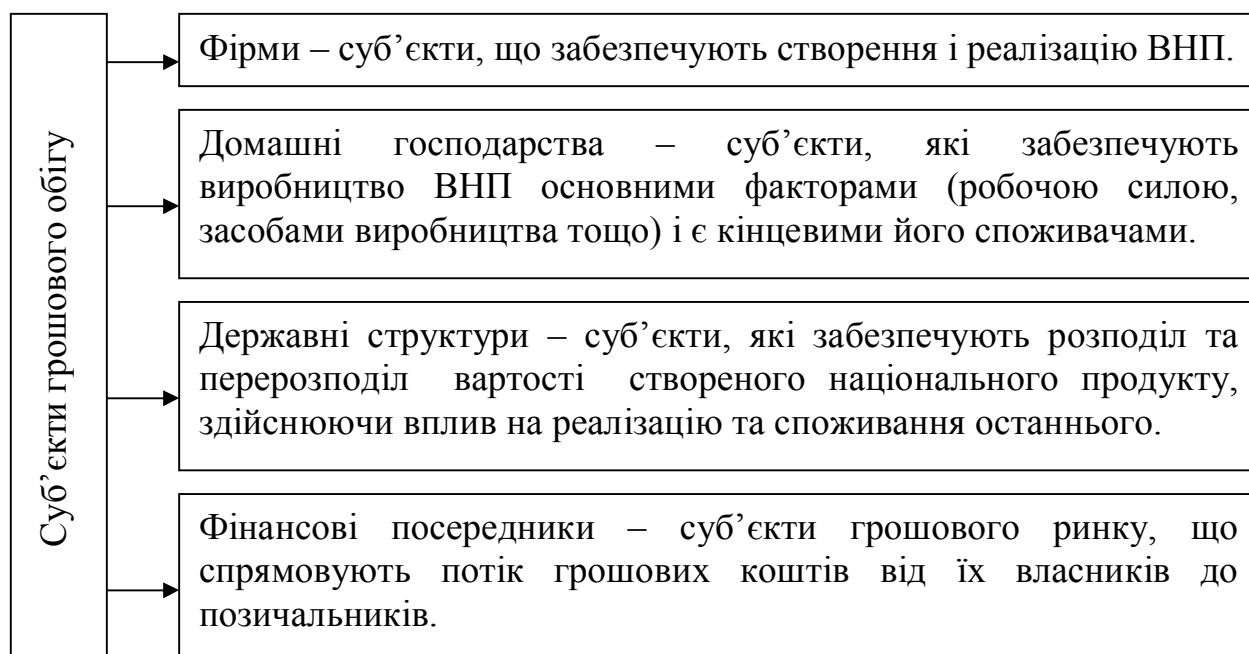 Суб’єкти грошового обігу
Фірми – суб’єкти, що забезпечують створення і реалізацію ВНП.
Домашні господарства – суб’єкти, які забезпечують
виробництво ВНП основними факторами (робочою силою,
засобами виробництва тощо) і є кінцевими його споживачами.
Державні структури – суб’єкти, які забезпечують розподіл та
перерозподіл вартості створеного національного продукту,
здійснюючи вплив на реалізацію та споживання останнього.
Фінансові посередники – суб’єкти грошового ринку, що
спрямовують потік грошових коштів від їх власників до
позичальників.